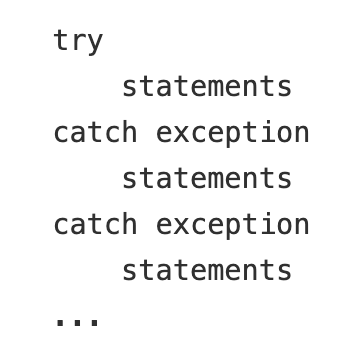 try
    statements
catch exception
    statements
catch exception
    statements
...